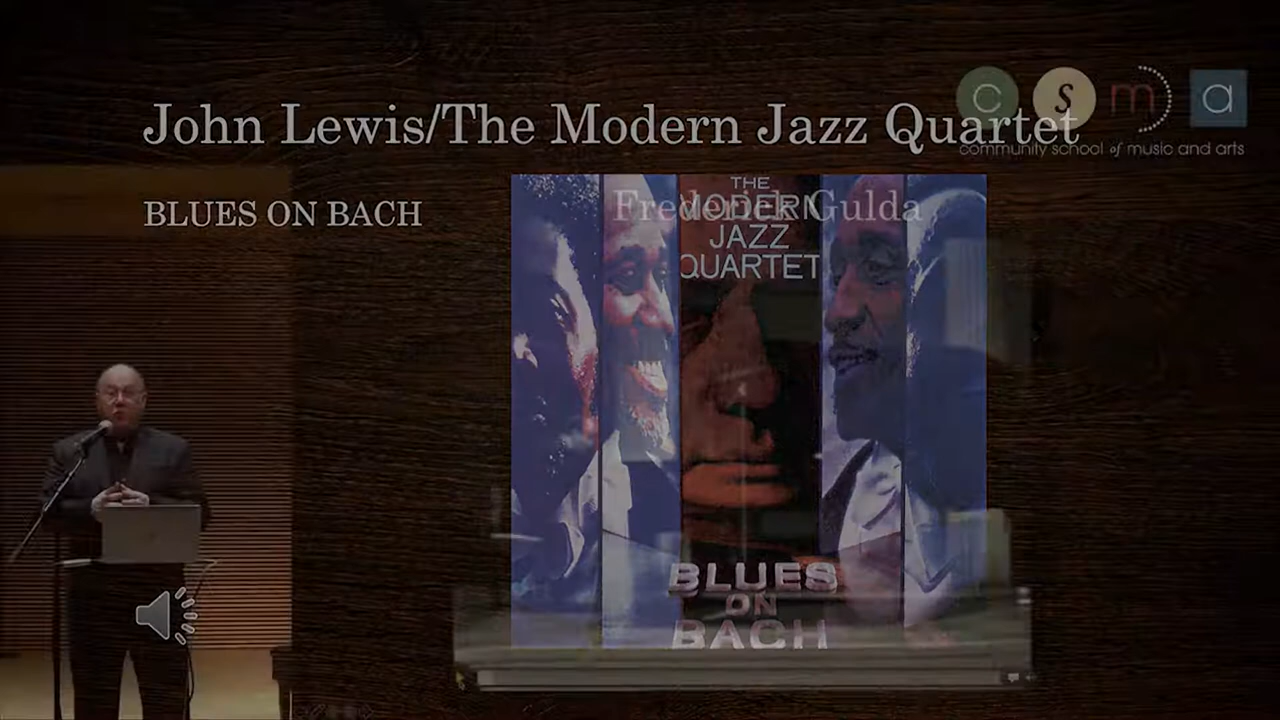 John Lewis/The Modern Jazz Quartet
c s m a
community school of music and arts
BLUES ON BACH
Frederick Gulda
THE
MODERN
JAZZ
QUARTET
BLUES
ON
BACH